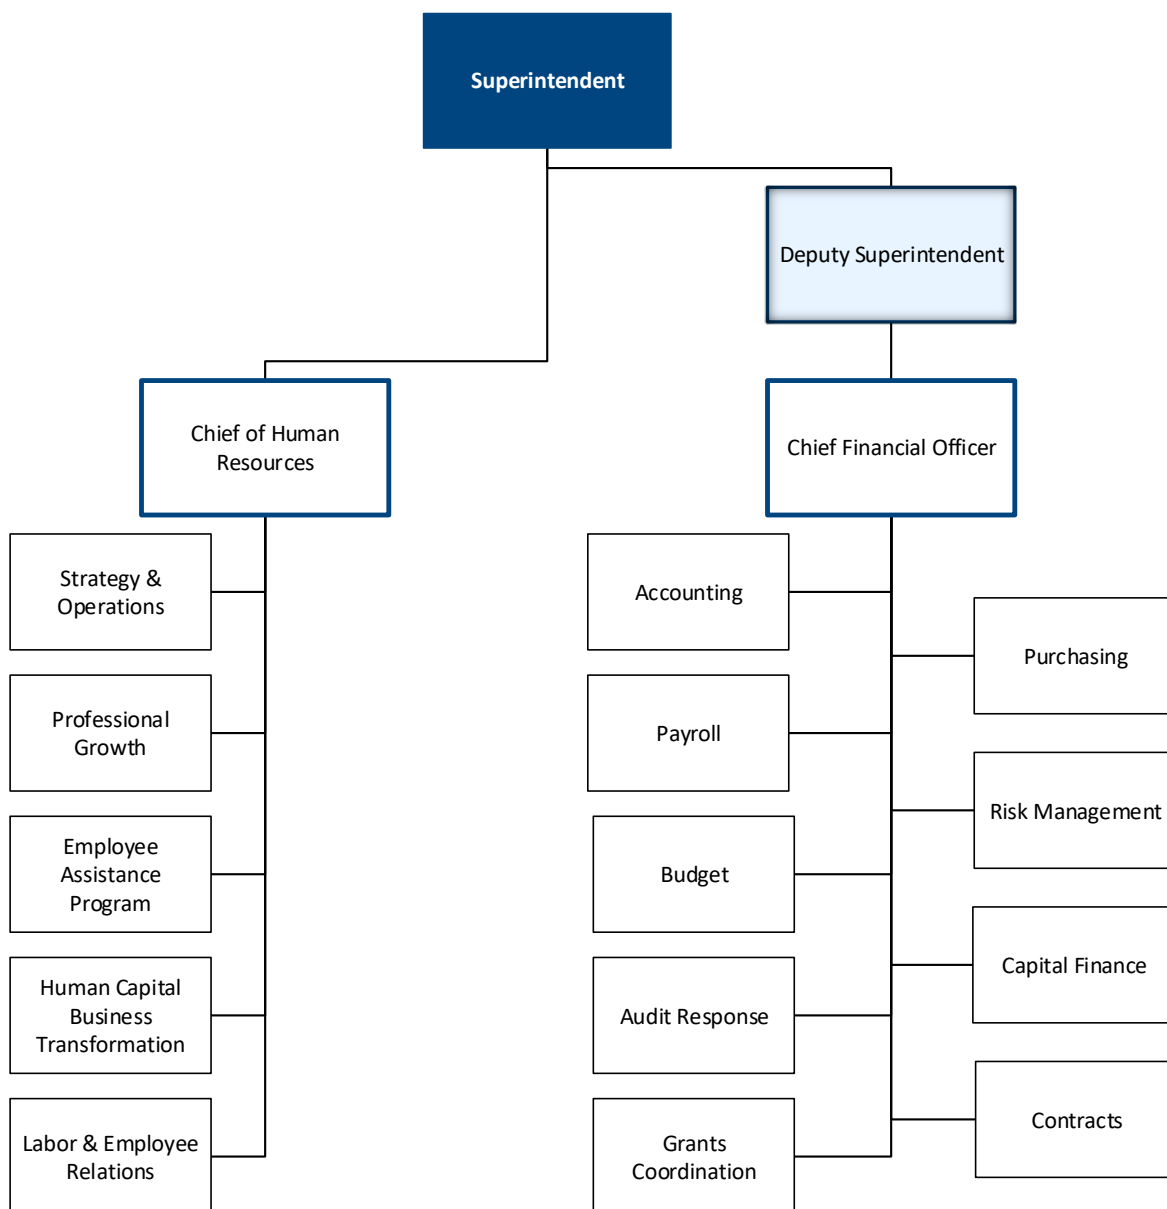 Superintendent
Deputy Superintendent
Chief of Human
Resources
Chief Financial Officer
Strategy &
Operations
Professional
Growth
Employee
Assistance
Program
Human Capital
Business
Transformation
Labor & Employee
Relations
Accounting
Payroll
Budget
Audit Response
Grants
Coordination
Purchasing
Risk Management
Capital Finance
Contracts